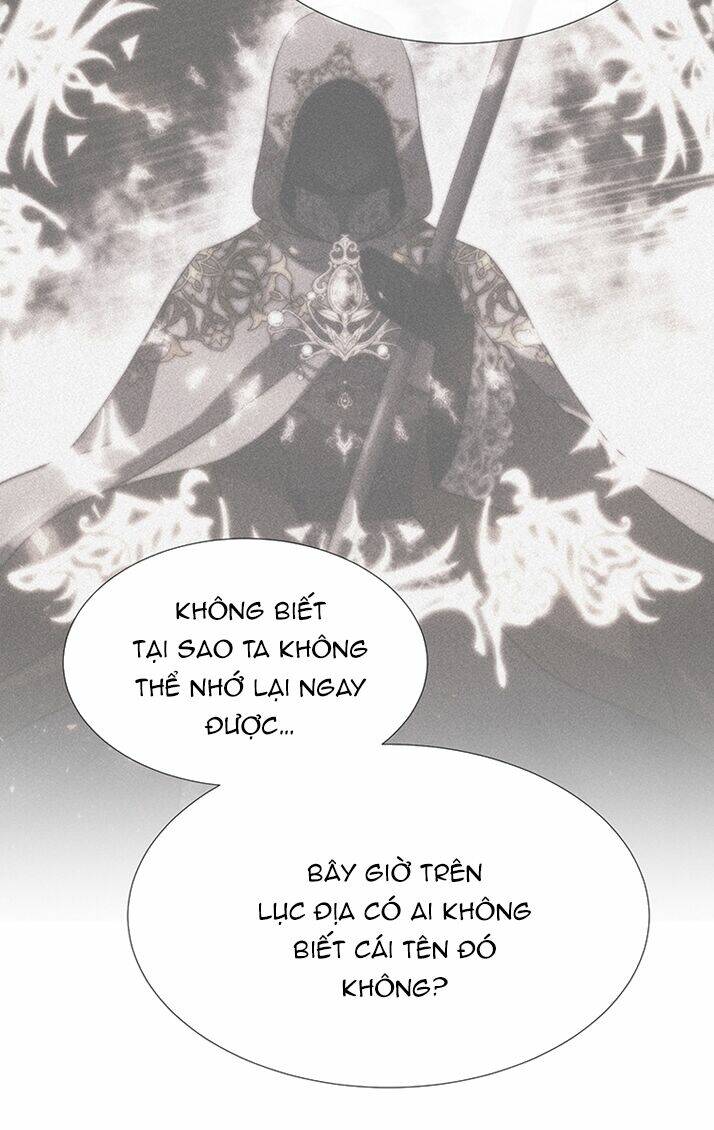 KHÔNG BIẾT
TẠI SAO TA KHÔNG
THỂ NHỚ LẠI NGAY
ĐƯỢC...
BÂY GIỜ TRÊN
LỤC ĐỊA CÓ AI KHÔNG
BIẾT CÁI TÊN ĐÓ
KHÔNG?